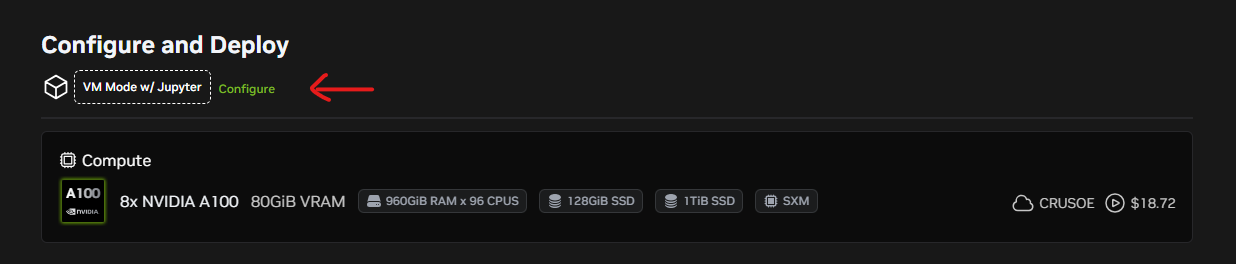 Configure and Deploy
VM Mode w/ Jupyter Configure
Compute
A100
NVIDIA
8x NVIDIA A100 80GiB VRAM 960GiB RAM x 96 CPUS 128GiB SSD 1TiB SSD SXM CRUSOE $18.72